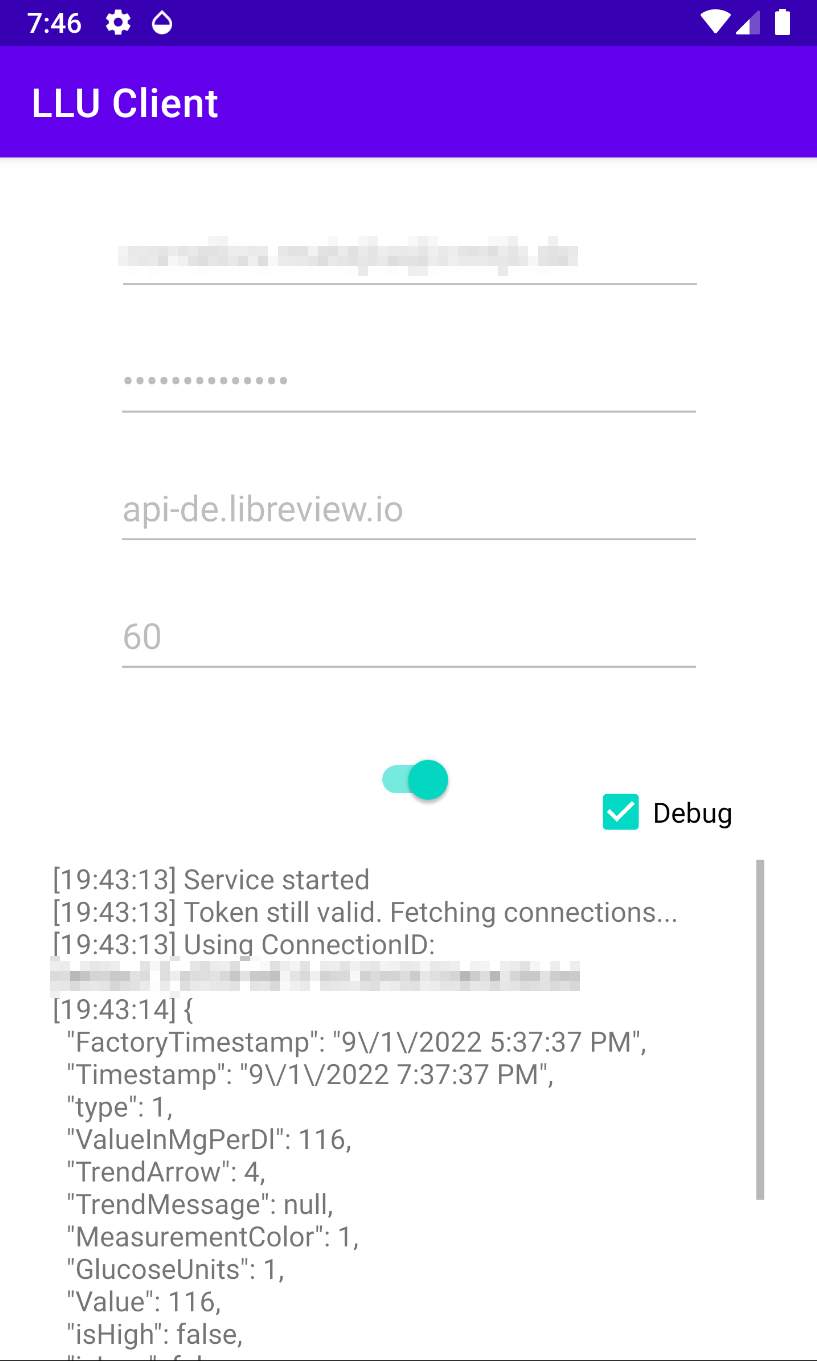 7:46
LLU Client
••••••••••••••
api-de.libreview.io
60
Debug
[19:43:13] Service started
[19:43:13] Token still valid. Fetching connections...
[19:43:13] Using ConnectionID:
[19:43:14] {
"FactoryTimestamp": "9\/1\/2022 5:37:37 PM",
"Timestamp": "9\/1\/2022 7:37:37 PM",
"type": 1,
"ValueInMgPerDl": 116,
"TrendArrow": 4,
"TrendMessage": null,
"MeasurementColor": 1,
"GlucoseUnits": 1,
"Value": 116,
"isHigh": false,